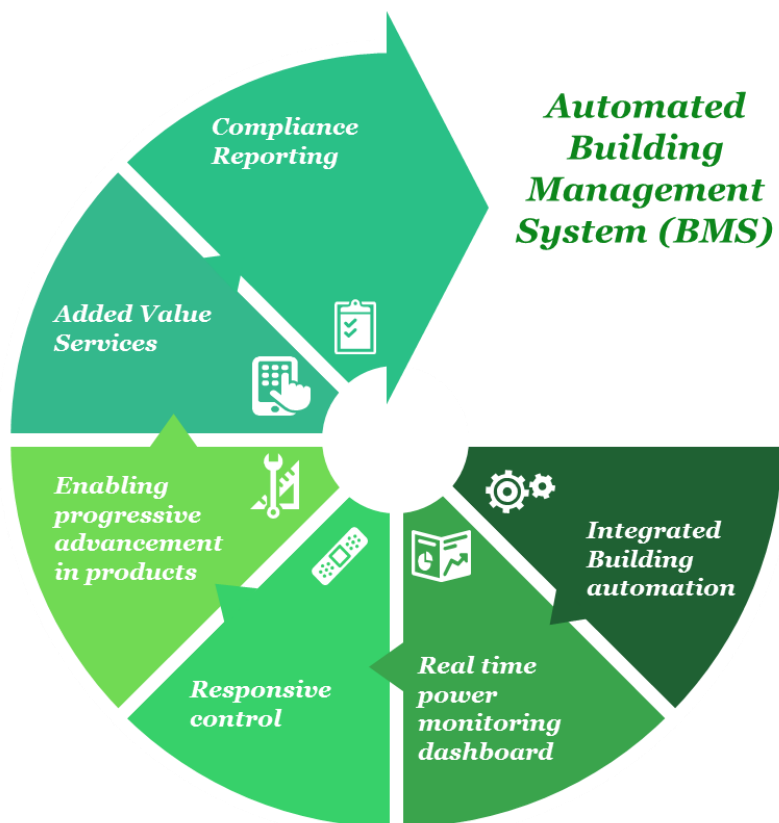 Automated
Building
Management
System (BMS)
Compliance
Reporting
Added Value
Services
Enabling
progressive
advancement
in products
Responsive
control
Real time
power
monitoring
dashboard
Integrated
Building
automation